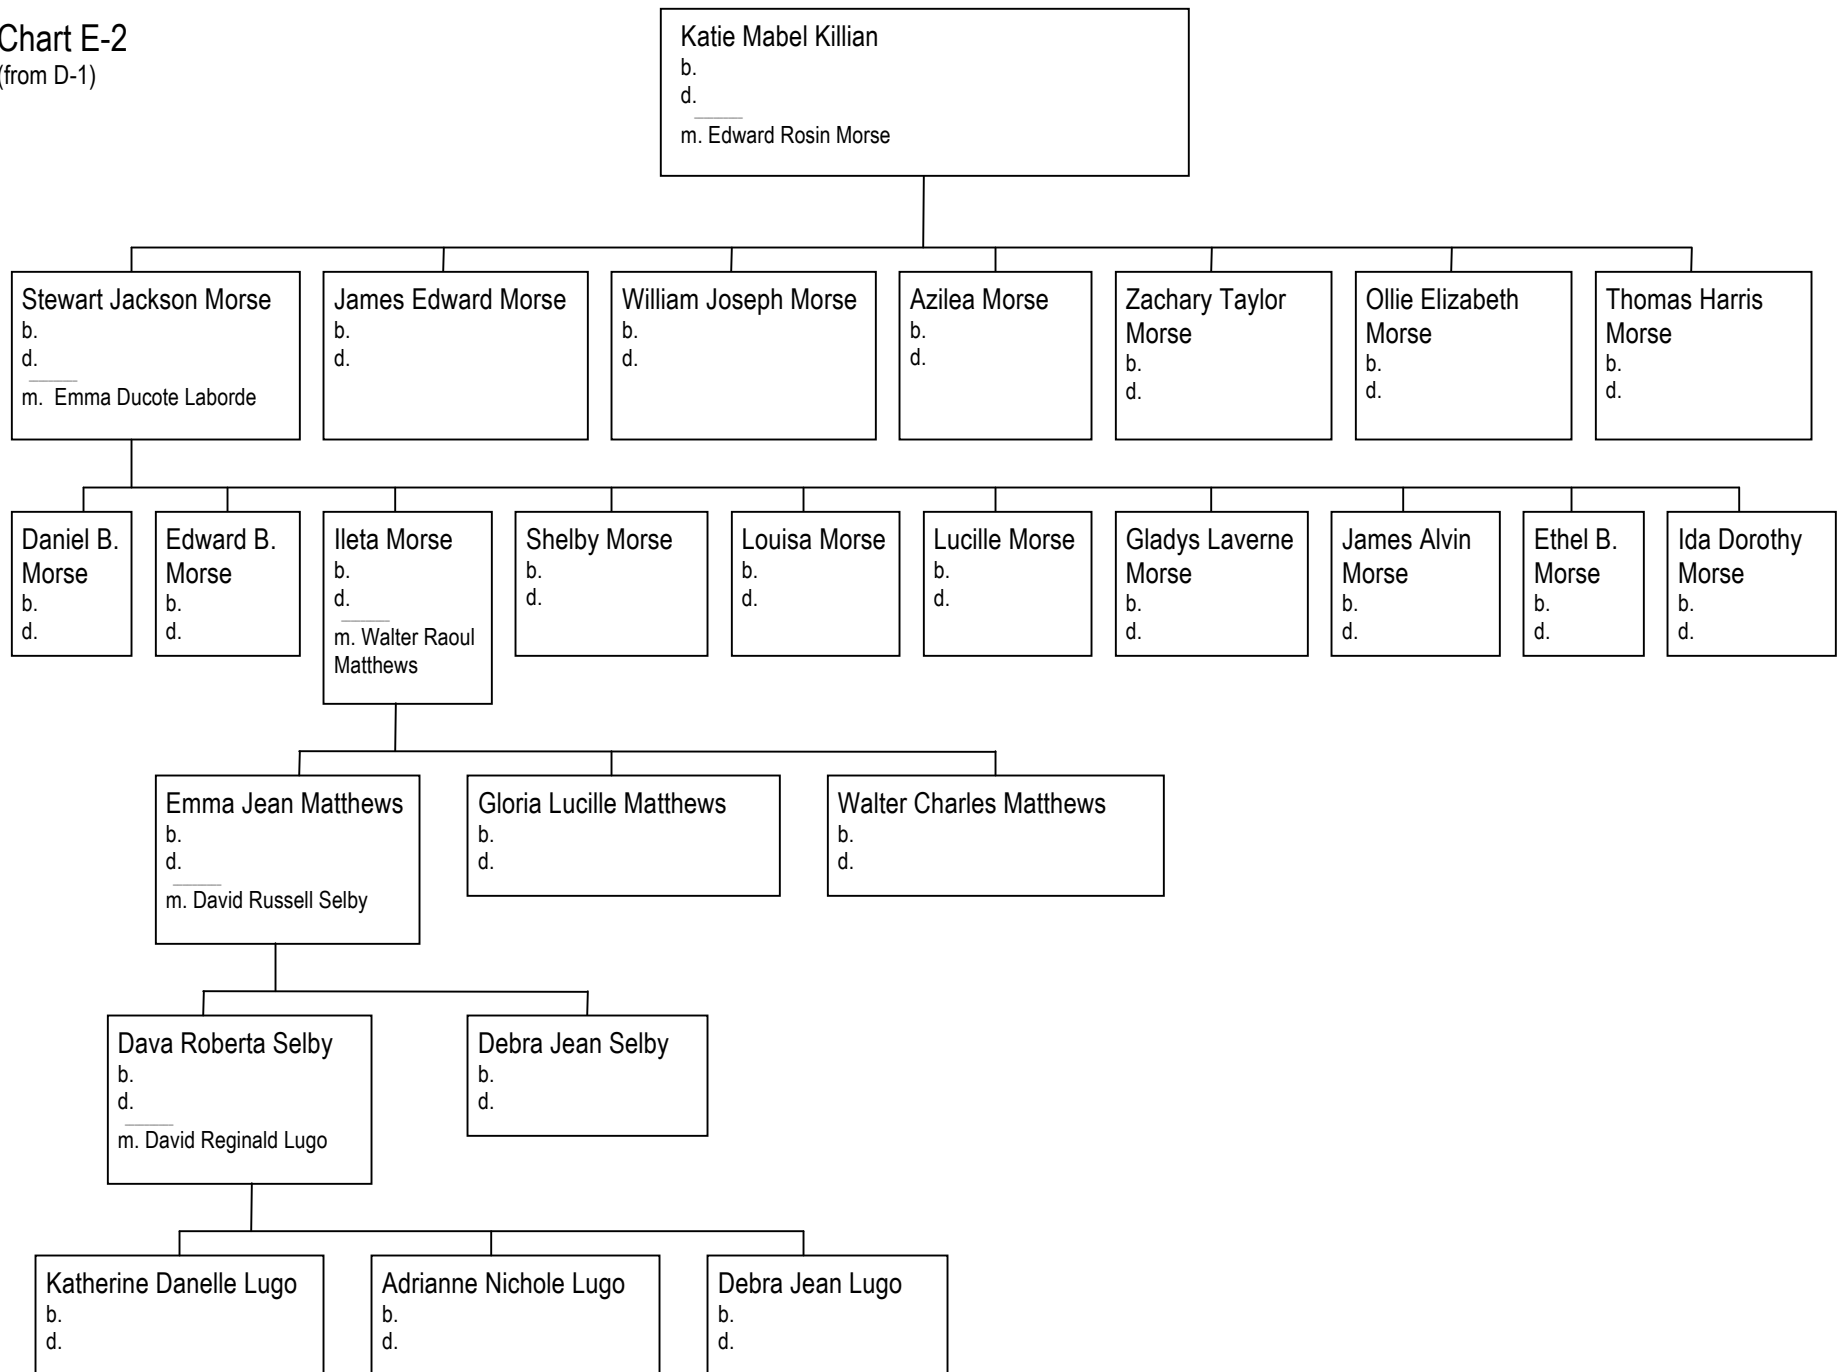 Chart E-2
(from D-1)
Katie Mabel Killian
b.
d.
m. Edward Rosin Morse
Stewart Jackson Morse
b.
d.
m. Emma Ducote Laborde
James Edward Morse
b.
d.
William Joseph Morse
b.
d.
Azilea Morse
b.
d.
Zachary Taylor
Morse
b.
d.
Ollie Elizabeth
Morse
b.
d.
Thomas Harris
Morse
b.
d.
Daniel B.
Morse
b.
d.
Edward B.
Morse
b.
d.
Ileta Morse
b.
d.
m. Walter Raoul
Matthews
Shelby Morse
b.
d.
Louisa Morse
b.
d.
Lucille Morse
b.
d.
Gladys Laverne
Morse
b.
d.
James Alvin
Morse
b.
d.
Ethel B.
Morse
b.
d.
Ida Dorothy
Morse
b.
d.
Emma Jean Matthews
b.
d.
m. David Russell Selby
Gloria Lucille Matthews
b.
d.
Walter Charles Matthews
b.
d.
Dava Roberta Selby
b.
d.
m. David Reginald Lugo
Debra Jean Selby
b.
d.
Katherine Danelle Lugo
b.
d.
Adrianne Nichole Lugo
b.
d.
Debra Jean Lugo
b.
d.